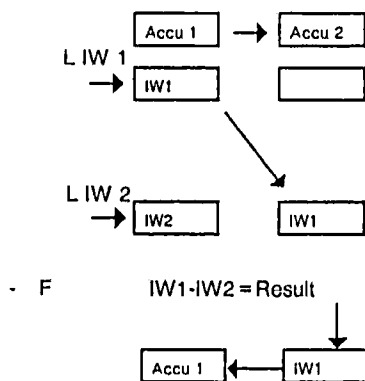 Accu 1 Accu 2
L IW 1
IW1
L IW 2
IW2 IW1
- F IW1-IW2 = Result
Accu 1 IW1